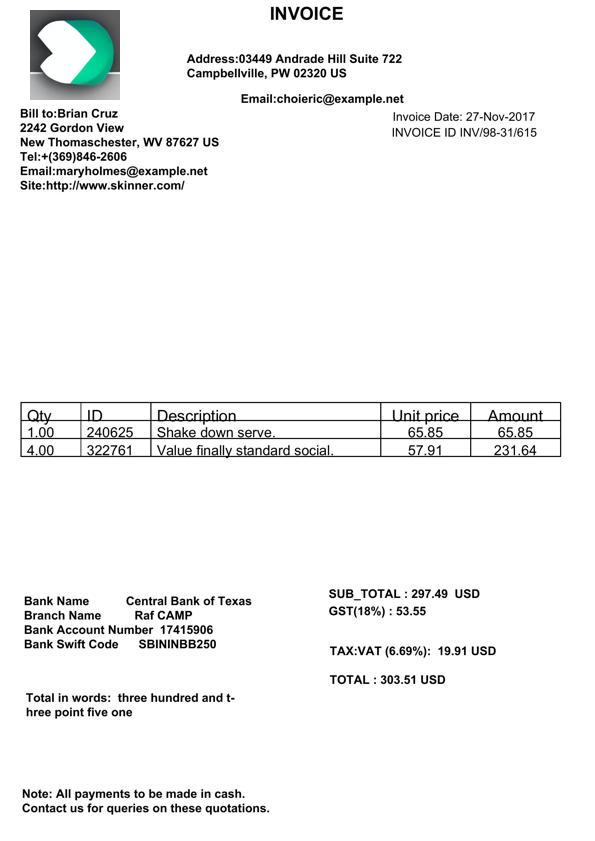 INVOICE
Address:03449 Andrade Hill Suite 722
Campbellville, PW 02320 US
Email:choieric@example.net
Bill to:Brian Cruz
2242 Gordon View
New Thomaschester, WV 87627 US
Tel:+(369)846-2606
Email:maryholmes@example.net
Site:http://www.skinner.com/
Invoice Date: 27-Nov-2017
INVOICE ID INV/98-31/615
Qty ID Description Unit price Amount
1.00 240625 Shake down serve. 65.85 65.85
4.00 322761 Value finally standard social. 57.91 231.64
SUB_TOTAL : 297.49 USD
GST(18%) : 53.55
TAX:VAT (6.69%): 19.91 USD
TOTAL : 303.51 USD
Bank Name Central Bank of Texas
Branch Name Raf CAMP
Bank Account Number 17415906
Bank Swift Code SBININBB250
Total in words: three hundred and t-
hree point five one
Note: All payments to be made in cash.
Contact us for queries on these quotations.